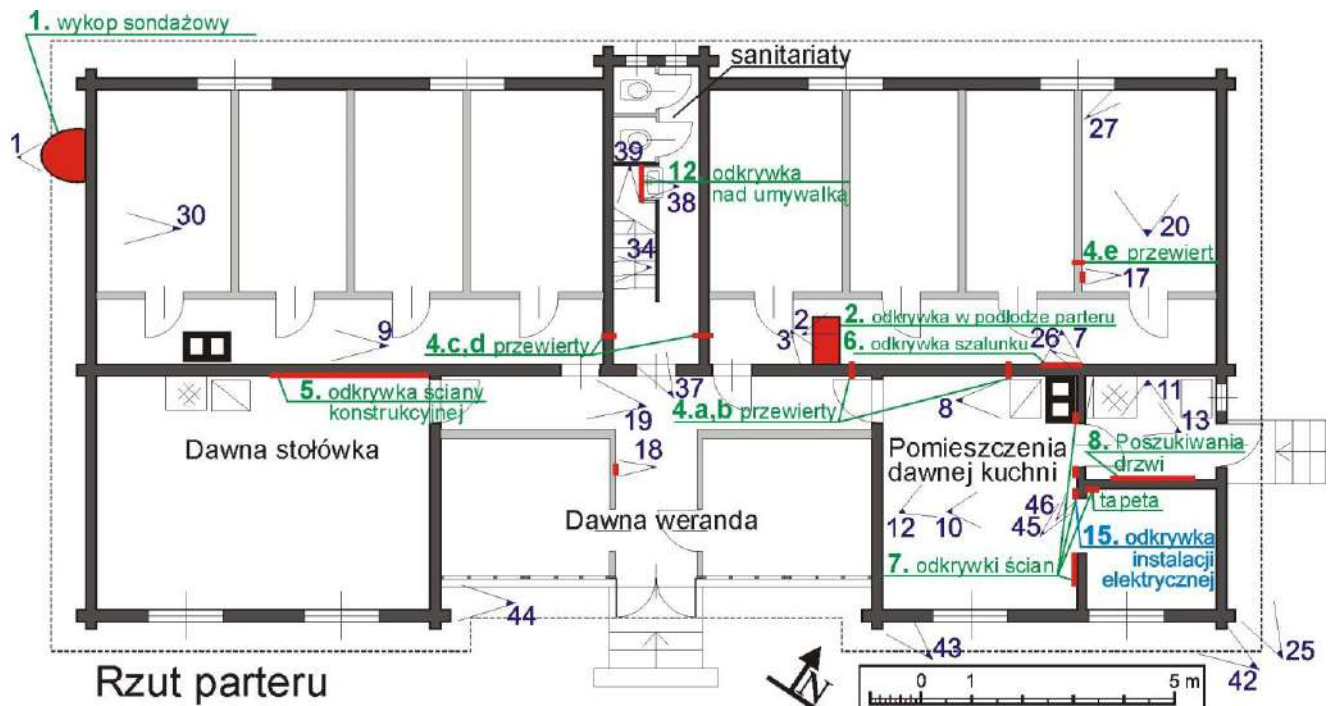 1. wykop sondażowy
sanitariaty
1
27
39
12. odkrywka
nad umywalką
38
30
20
34
4.e przewiert
17
9
2
3
2. odkrywka w podłodze parteru
6. odkrywka szalunku
26
7
4.c,d przewierty
5. odkrywka ściany
konstrukcyjnej
37
4.a,b przewierty
8
11
19
13
Dawna stołówka
18
Pomieszczenia
dawnej kuchni
8. Poszukiwania
drzwi
tapeta
Dawna weranda
12
10
46
45
15. odkrywka
instalacji
elektrycznej
7. odkrywki ścian
44
43
42
25
Rzut parteru
N
0 1 5 m